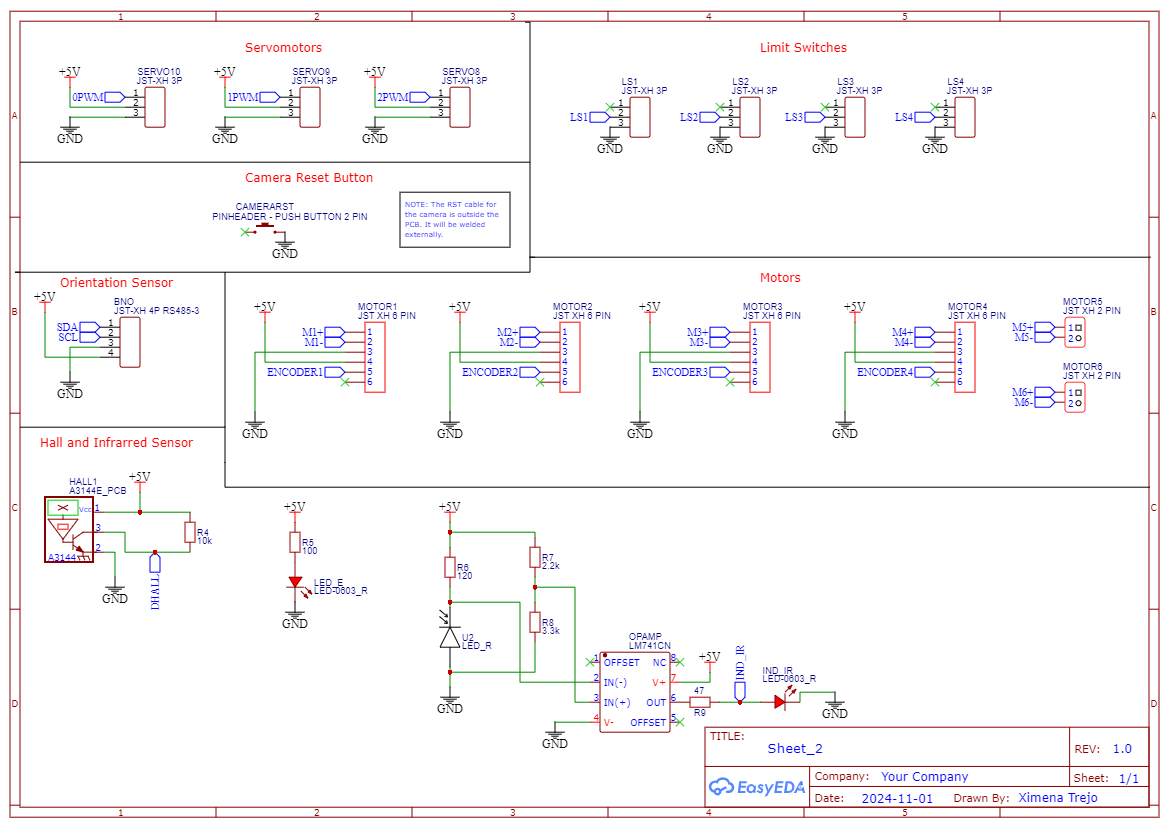 1 2 3 4 5
A
B
C
D
Servomotors
+5V
SERVO10
JST-XH 3P
0PWM
1
2
3
GND
+5V
SERVO9
JST-XH 3P
1PWM
1
2
3
GND
+5V
SERVO8
JST-XH 3P
2PWM
1
2
3
GND
Limit Switches
LS1
JST-XH 3P
LS1
1
2
3
GND
LS2
JST-XH 3P
LS2
1
2
3
GND
LS3
JST-XH 3P
LS3
1
2
3
GND
LS4
JST-XH 3P
LS4
1
2
3
GND
Camera Reset Button
CAMERARST
PINHEADER - PUSH BUTTON 2 PIN
GND
NOTE: The RST cable for
the camera is outside the
PCB. It will be welded
externally.
Orientation Sensor
+5V
BNO
JST-XH 4P RS485-3
SDA
SCL
1
2
3
4
GND
Motors
+5V
MOTOR1
JST XH 6 PIN
M1+
M1-
ENCODER1
1
2
3
4
5
6
GND
+5V
MOTOR2
JST XH 6 PIN
M2+
M2-
ENCODER2
1
2
3
4
5
6
GND
+5V
MOTOR3
JST XH 6 PIN
M3+
M3-
ENCODER3
1
2
3
4
5
6
GND
+5V
MOTOR4
JST XH 6 PIN
M4+
M4-
ENCODER4
1
2
3
4
5
6
GND
MOTOR5
JST XH 2 PIN
M5+
M5-
1
2
MOTOR6
JST XH 2 PIN
M6+
M6-
1
2
Hall and Infrarred Sensor
HALL1
A3144E_PCB
+5V
Vcc
1
3
2
A3144
R4
10k
GND
DHALL
+5V
R5
100
LED_E
LED-0603_R
GND
+5V
R6
120
R7
2.2k
R8
3.3k
U2
LED_R
GND
OPAMP
LM741CN
1 OFFSET NC 8
2 IN(-) V+ 7
3 IN(+) OUT 6
4 V- OFFSET 5
GND
+5V
47
R9
IND_IR
IND_IR
LED-0603_R
GND
TITLE:
Sheet_2
REV: 1.0
EasyEDA
Company: Your Company
Sheet: 1/1
Date: 2024-11-01 Drawn By: Ximena Trejo
A
B
C
D
1 2 3 4 5